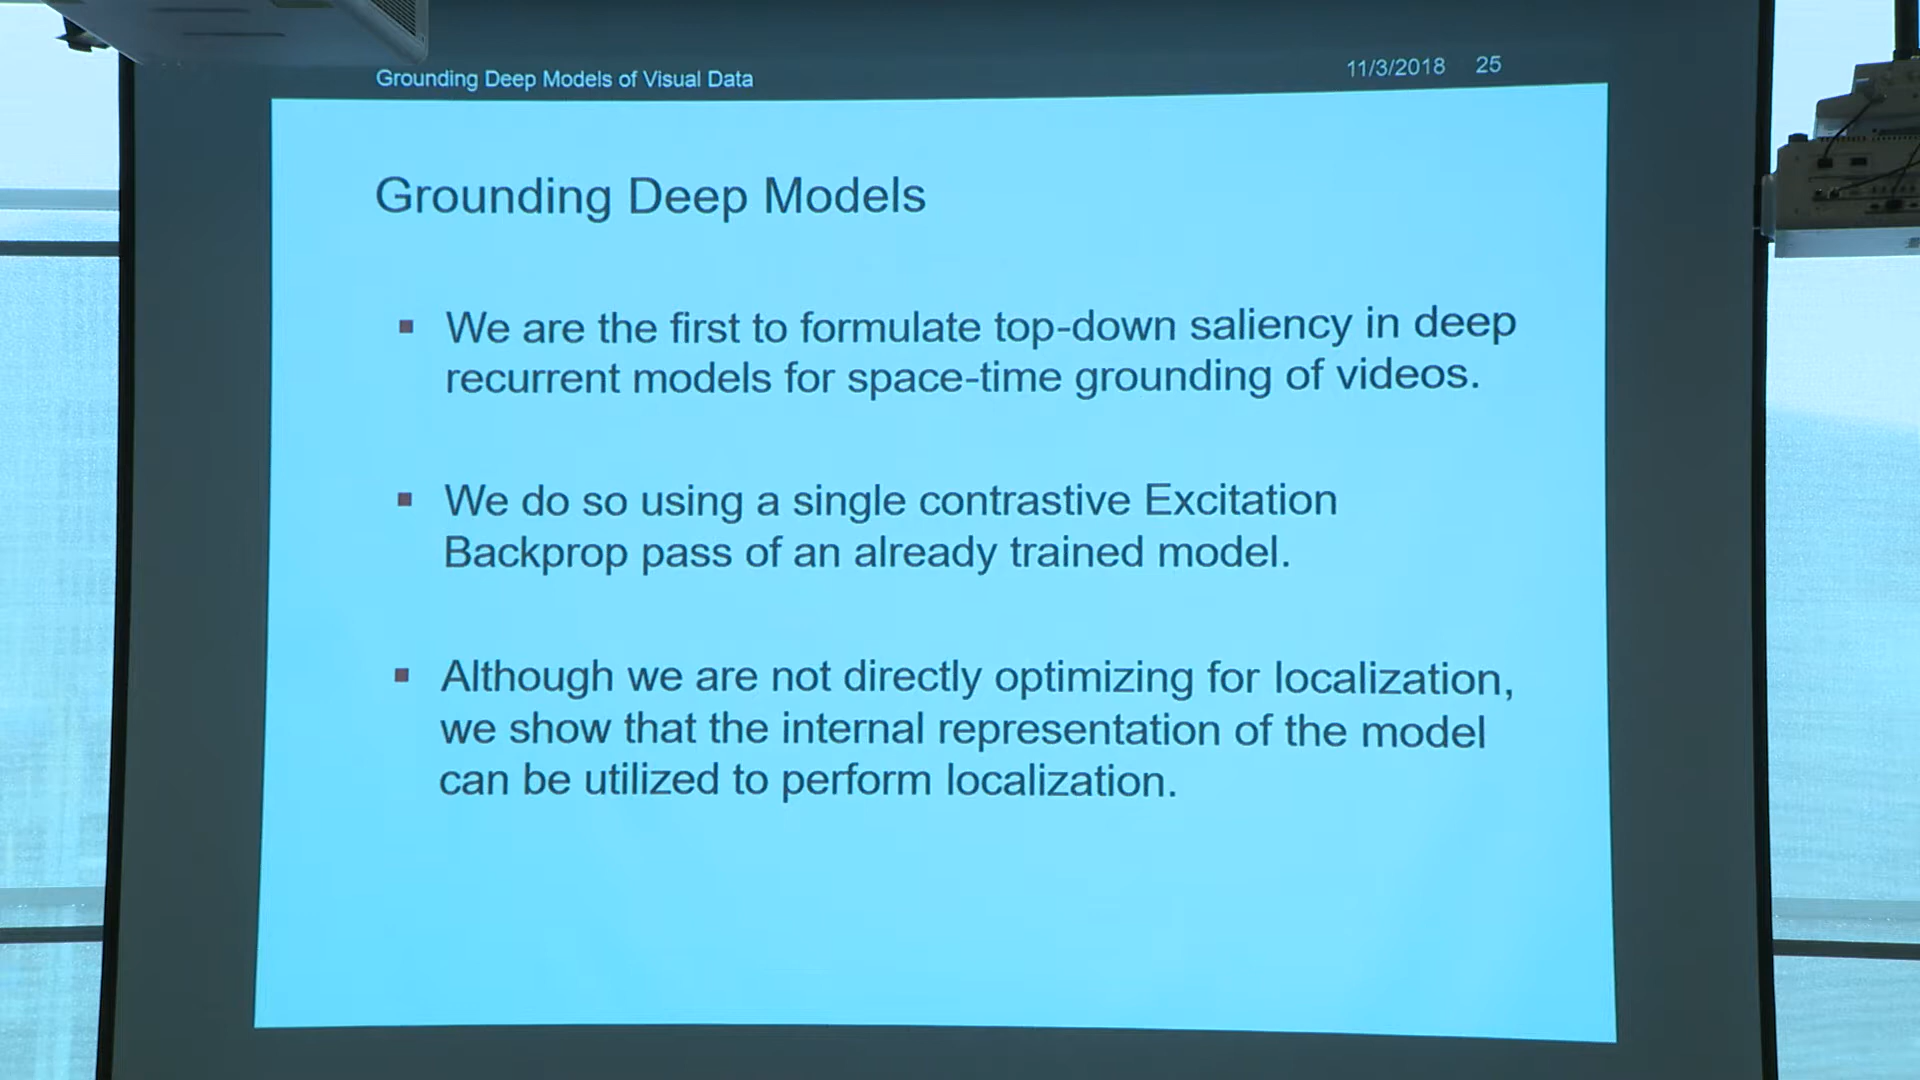 Grounding Deep Models of Visual Data
11/3/2018 25
Grounding Deep Models
▪ We are the first to formulate top-down saliency in deep
recurrent models for space-time grounding of videos.
▪ We do so using a single contrastive Excitation
Backprop pass of an already trained model.
▪ Although we are not directly optimizing for localization,
we show that the internal representation of the model
can be utilized to perform localization.